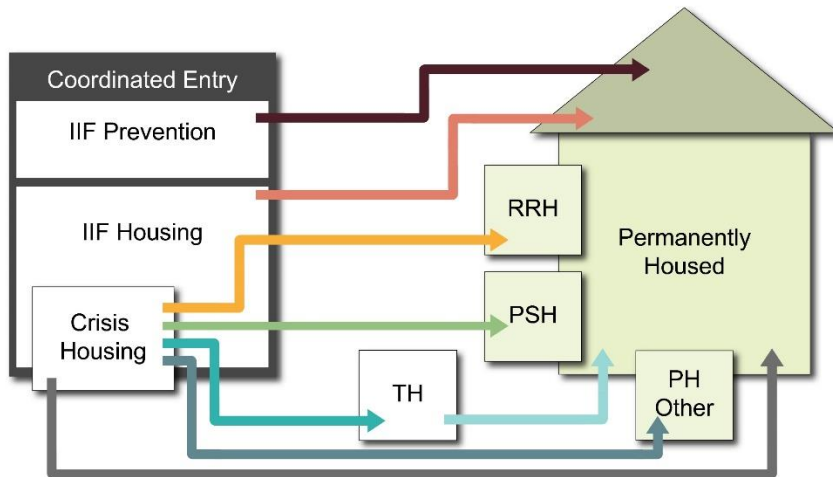 Coordinated Entry
IIF Prevention
IIF Housing
Crisis
Housing
RRH
PSH
TH
Permanently
Housed
PH
Other